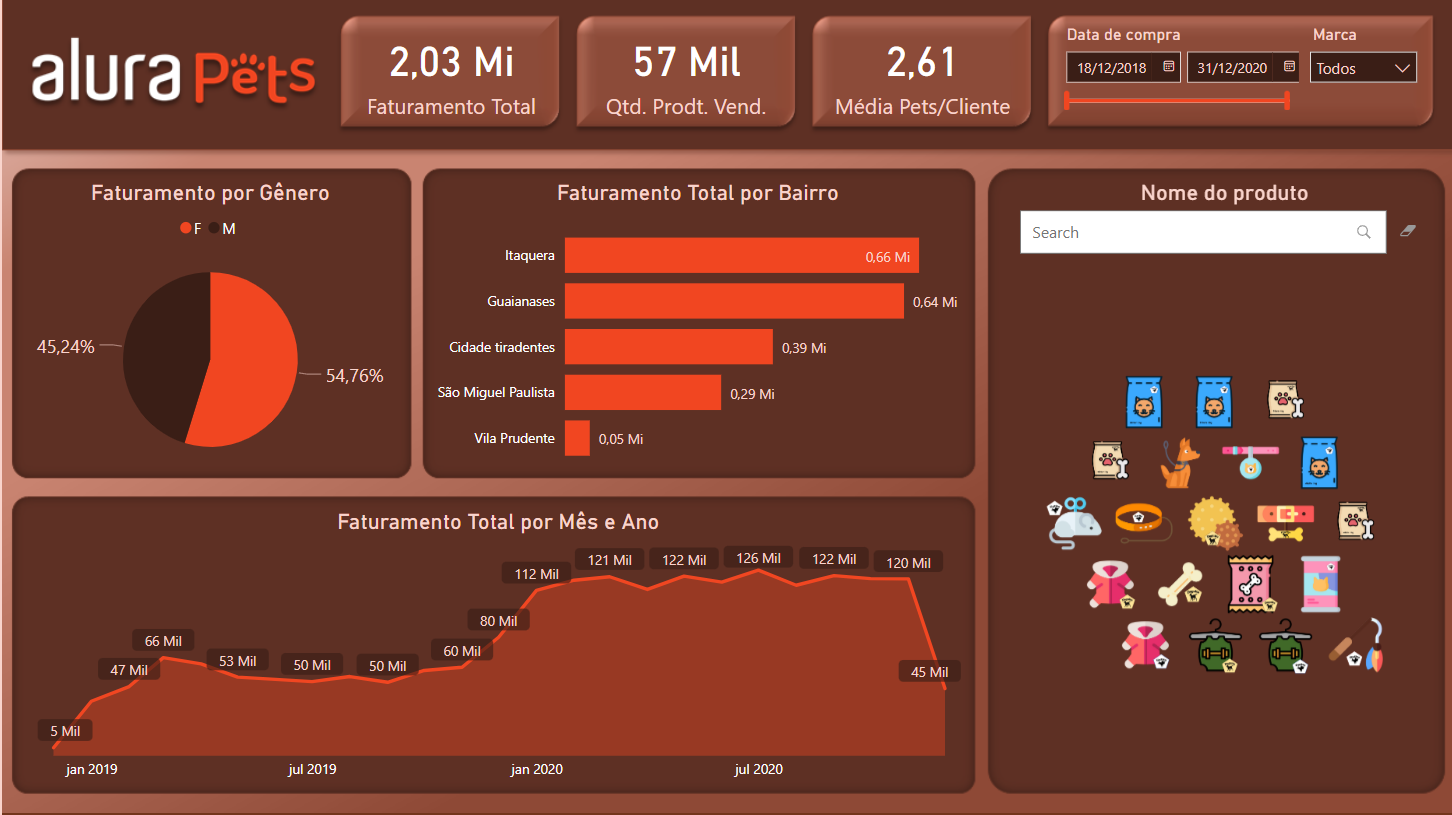 alura Pets
2,03 Mi
Faturamento Total
57 Mil
Qtd. Prodt. Vend.
2,61
Média Pets/Cliente
Data de compra
18/12/2018
31/12/2020
Marca
Todos
Faturamento por Gênero
F M
45,24%
54,76%
Faturamento Total por Bairro
Itaquera 0,66 Mi
Guaianases 0,64 Mi
Cidade tiradentes 0,39 Mi
São Miguel Paulista 0,29 Mi
Vila Prudente 0,05 Mi
Nome do produto
Search
Faturamento Total por Mês e Ano
5 Mil
47 Mil
66 Mil
53 Mil
50 Mil
50 Mil
60 Mil
80 Mil
112 Mil
121 Mil
122 Mil
126 Mil
122 Mil
120 Mil
45 Mil
jan 2019
jul 2019
jan 2020
jul 2020